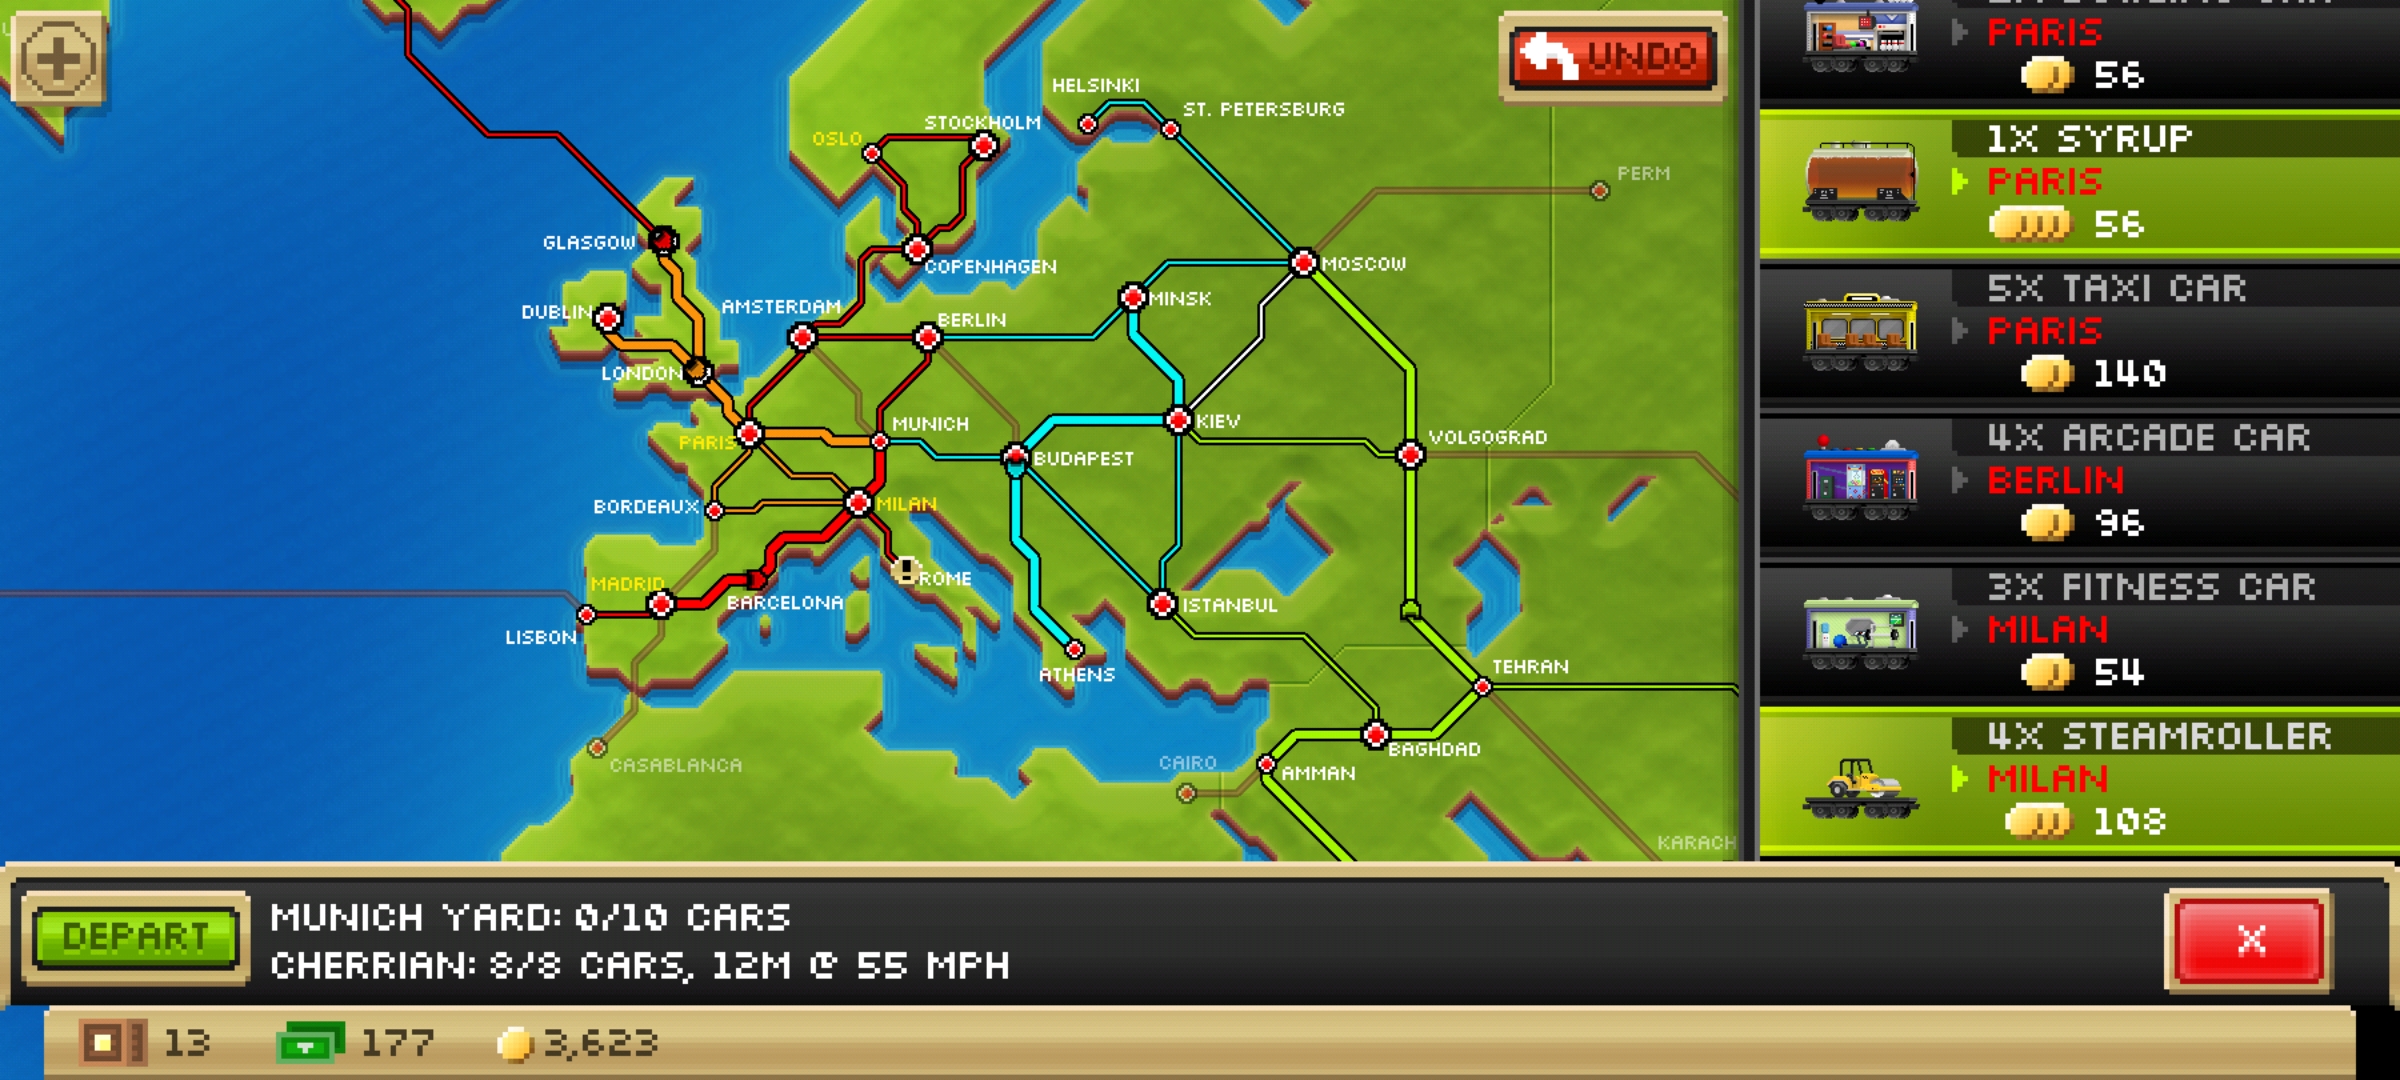 UNDO
HELSINKI
ST. PETERSBURG
STOCKHOLM
OSLO
PERM
GLASGOW
COPENHAGEN
MOSCOW
MINSK
DUBLIN
AMSTERDAM
BERLIN
LONDON
MUNICH
KIEV
PARIS
VOLGOGRAD
BUDAPEST
BORDEAUX
MILAN
MADRID
ROME
BARCELONA
ISTANBUL
LISBON
ATHENS
TEHRAN
BAGHDAD
CASABLANCA
CAIRO
AMMAN
KARACH
PARIS
56
1X SYRUP
PARIS
56
5X TAXI CAR
PARIS
140
4X ARCADE CAR
BERLIN
96
3X FITNESS CAR
MILAN
54
4X STEAMROLLER
MILAN
108
DEPART
MUNICH YARD: 0/10 CARS
CHERRIAN: 8/8 CARS, 12M @ 55 MPH
X
13
177
3,623